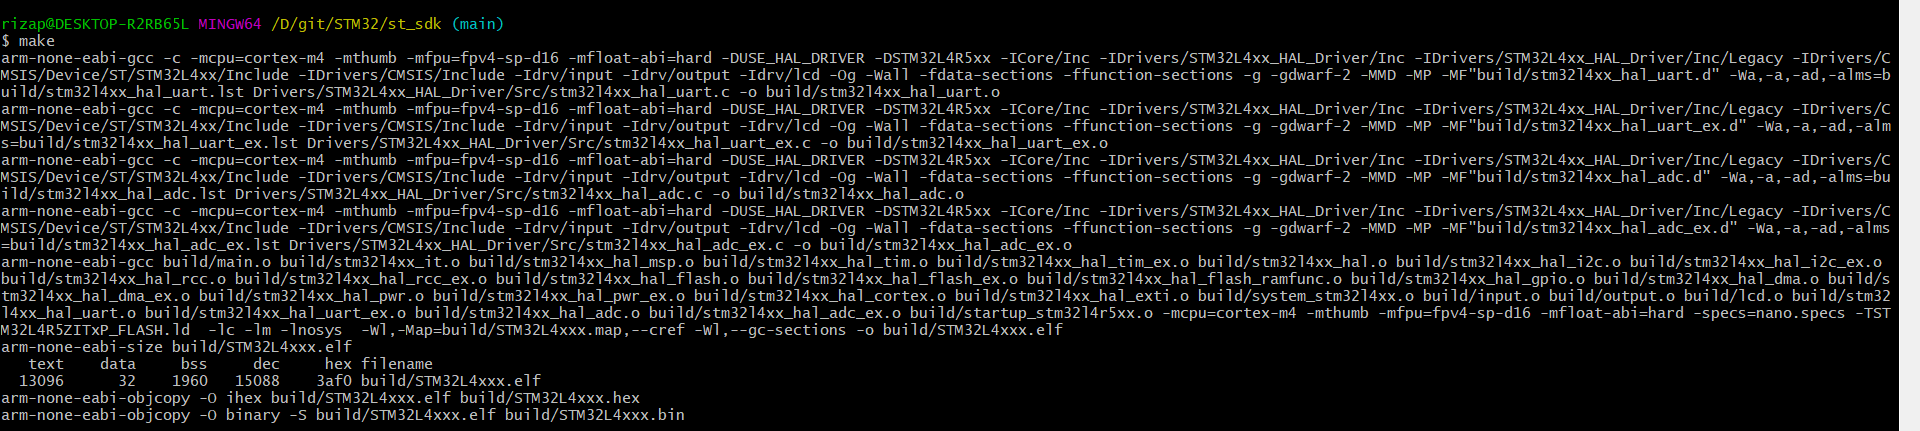 rizap@DESKTOP-R2RB65L MINGW64 /D/git/STM32/st_sdk (main)
$ make
arm-none-eabi-gcc -c -mcpu=cortex-m4 -mthumb -mfpu=fpv4-sp-d16 -mfloat-abi=hard -DUSE_HAL_DRIVER -DSTM32L4R5xx -ICore/Inc -IDrivers/STM32L4xx_HAL_Driver/Inc -IDrivers/STM32L4xx_HAL_Driver/Inc/Legacy -IDrivers/C
MSIS/Device/ST/STM32L4xx/Include -IDrivers/CMSIS/Include -Idrv/input -Idrv/output -Idrv/lcd -Og -Wall -fdata-sections -ffunction-sections -g -gdwarf-2 -MMD -MP -MF"build/stm32l4xx_hal_uart.d" -Wa,-a,-ad,-alms=b
uild/stm32l4xx_hal_uart.lst Drivers/STM32L4xx_HAL_Driver/Src/stm32l4xx_hal_uart.c -o build/stm32l4xx_hal_uart.o
arm-none-eabi-gcc -c -mcpu=cortex-m4 -mthumb -mfpu=fpv4-sp-d16 -mfloat-abi=hard -DUSE_HAL_DRIVER -DSTM32L4R5xx -ICore/Inc -IDrivers/STM32L4xx_HAL_Driver/Inc -IDrivers/STM32L4xx_HAL_Driver/Inc/Legacy -IDrivers/C
MSIS/Device/ST/STM32L4xx/Include -IDrivers/CMSIS/Include -Idrv/input -Idrv/output -Idrv/lcd -Og -Wall -fdata-sections -ffunction-sections -g -gdwarf-2 -MMD -MP -MF"build/stm32l4xx_hal_uart_ex.d" -Wa,-a,-ad,-alm
s=build/stm32l4xx_hal_uart_ex.lst Drivers/STM32L4xx_HAL_Driver/Src/stm32l4xx_hal_uart_ex.c -o build/stm32l4xx_hal_uart_ex.o
arm-none-eabi-gcc -c -mcpu=cortex-m4 -mthumb -mfpu=fpv4-sp-d16 -mfloat-abi=hard -DUSE_HAL_DRIVER -DSTM32L4R5xx -ICore/Inc -IDrivers/STM32L4xx_HAL_Driver/Inc -IDrivers/STM32L4xx_HAL_Driver/Inc/Legacy -IDrivers/C
MSIS/Device/ST/STM32L4xx/Include -IDrivers/CMSIS/Include -Idrv/input -Idrv/output -Idrv/lcd -Og -Wall -fdata-sections -ffunction-sections -g -gdwarf-2 -MMD -MP -MF"build/stm32l4xx_hal_adc.d" -Wa,-a,-ad,-alms=bu
ild/stm32l4xx_hal_adc.lst Drivers/STM32L4xx_HAL_Driver/Src/stm32l4xx_hal_adc.c -o build/stm32l4xx_hal_adc.o
arm-none-eabi-gcc -c -mcpu=cortex-m4 -mthumb -mfpu=fpv4-sp-d16 -mfloat-abi=hard -DUSE_HAL_DRIVER -DSTM32L4R5xx -ICore/Inc -IDrivers/STM32L4xx_HAL_Driver/Inc -IDrivers/STM32L4xx_HAL_Driver/Inc/Legacy -IDrivers/C
MSIS/Device/ST/STM32L4xx/Include -IDrivers/CMSIS/Include -Idrv/input -Idrv/output -Idrv/lcd -Og -Wall -fdata-sections -ffunction-sections -g -gdwarf-2 -MMD -MP -MF"build/stm32l4xx_hal_adc_ex.d" -Wa,-a,-ad,-alms
=build/stm32l4xx_hal_adc_ex.lst Drivers/STM32L4xx_HAL_Driver/Src/stm32l4xx_hal_adc_ex.c -o build/stm32l4xx_hal_adc_ex.o
arm-none-eabi-gcc build/main.o build/stm32l4xx_it.o build/stm32l4xx_hal_msp.o build/stm32l4xx_hal_tim.o build/stm32l4xx_hal_tim_ex.o build/stm32l4xx_hal.o build/stm32l4xx_hal_i2c.o build/stm32l4xx_hal_i2c_ex.o
build/stm32l4xx_hal_rcc.o build/stm32l4xx_hal_rcc_ex.o build/stm32l4xx_hal_flash.o build/stm32l4xx_hal_flash_ex.o build/stm32l4xx_hal_flash_ramfunc.o build/stm32l4xx_hal_gpio.o build/stm32l4xx_hal_dma.o build/s
tm32l4xx_hal_dma_ex.o build/stm32l4xx_hal_pwr.o build/stm32l4xx_hal_pwr_ex.o build/stm32l4xx_hal_cortex.o build/stm32l4xx_hal_exti.o build/system_stm32l4xx.o build/input.o build/output.o build/lcd.o build/stm32
l4xx_hal_uart.o build/stm32l4xx_hal_uart_ex.o build/stm32l4xx_hal_adc.o build/stm32l4xx_hal_adc_ex.o build/startup_stm32l4r5xx.o -mcpu=cortex-m4 -mthumb -mfpu=fpv4-sp-d16 -mfloat-abi=hard -specs=nano.specs -TST
M32L4R5ZITxP_FLASH.ld  -lc -lm -lnosys  -Wl,-Map=build/STM32L4xxx.map,--cref -Wl,--gc-sections -o build/STM32L4xxx.elf
arm-none-eabi-size build/STM32L4xxx.elf
   text    data     bss     dec     hex filename
  13096      32    1960   15088    3af0 build/STM32L4xxx.elf
arm-none-eabi-objcopy -O ihex build/STM32L4xxx.elf build/STM32L4xxx.hex
arm-none-eabi-objcopy -O binary -S build/STM32L4xxx.elf build/STM32L4xxx.bin